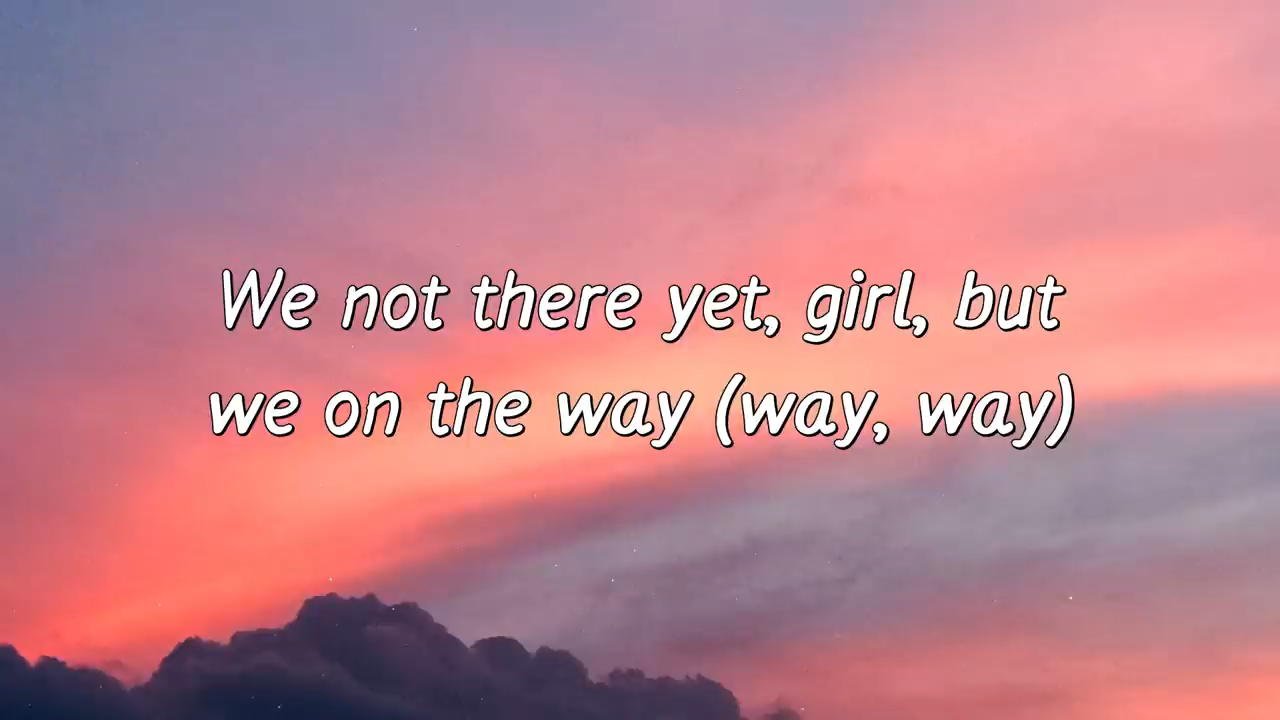 We not there yet, girl, but
we on the way (way, way)